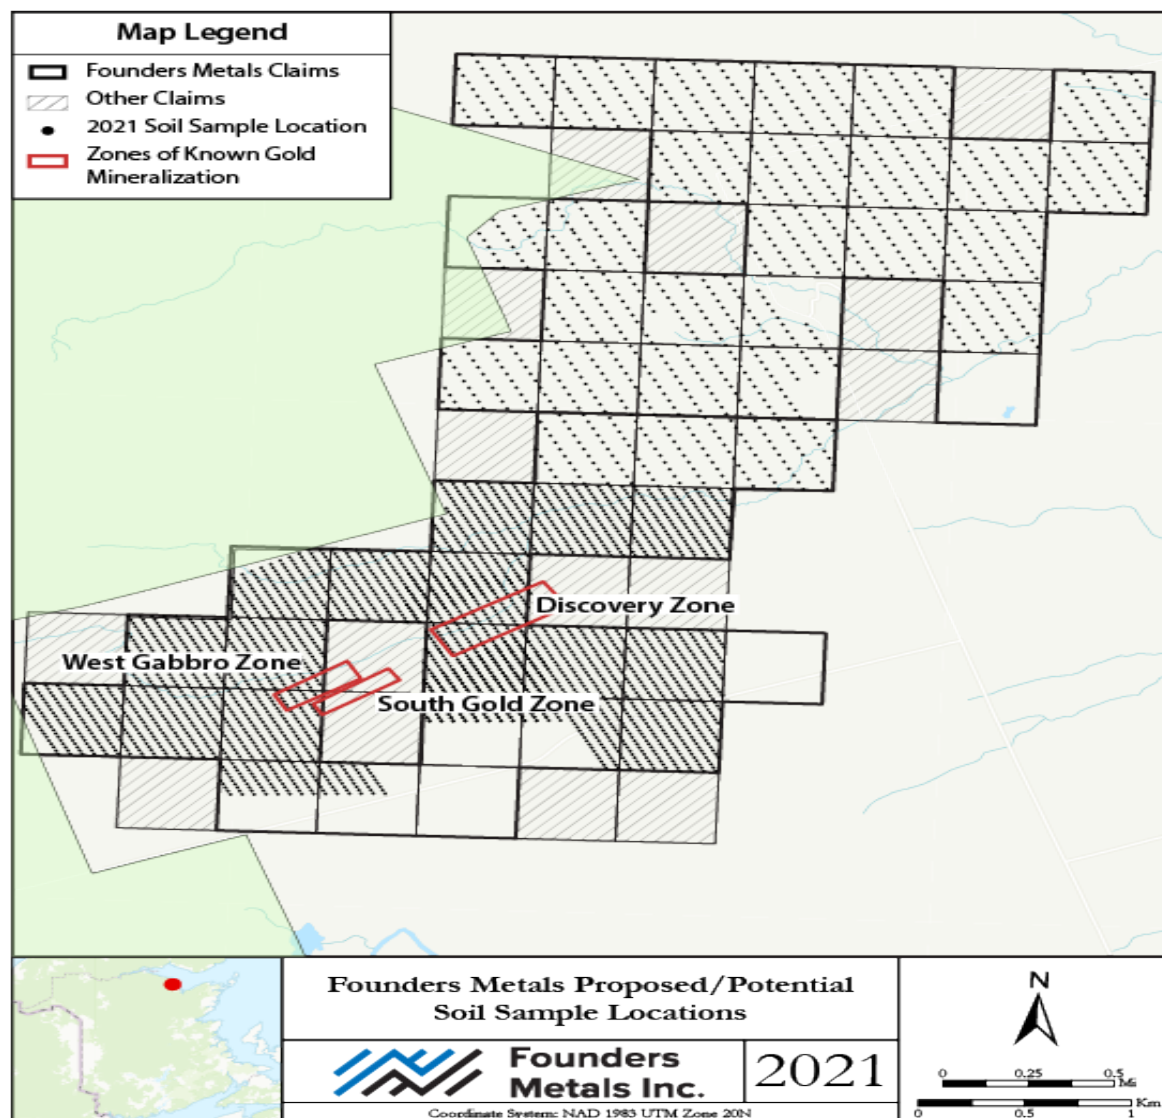 Map Legend
Founders Metals Claims
Other Claims
2021 Soil Sample Location
Zones of Known Gold
Mineralization
Discovery Zone
West Gabbro Zone
South Gold Zone
Founders Metals Proposed/Potential
Soil Sample Locations
Founders
Metals Inc.
2021
Coordinate System: NAD 1983 UTM Zone 20N
N
0 0.25 0.5
Mi
Km
0 0.5 1